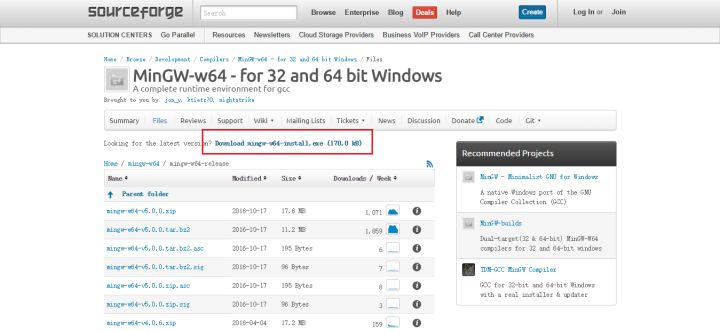 sourceforge
Search
Browse Enterprise Blog Deals Help Create Log In or Join
SOLUTION CENTERS Go Parallel Resources Newsletters Cloud Storage Providers Business VoIP Providers Call Center Providers
Home / Browse / Development / Compilers / MinGW-w64 - for 32 and 64 bit Windows / Files
MinGW-w64 - for 32 and 64 bit Windows
A complete runtime environment for gcc
Brought to you by: jon_y, ktietz70, nightstrike
Summary Files Reviews Support Wiki Mailing Lists Tickets News Discussion Donate Code Git
Looking for the latest version? Download mingw-w64-install.exe (170.0 kB)
Home / mingw-w64 / mingw-w64-release
Name Modified Size Downloads / Week
Parent folder
mingw-w64-v5.0.0.zip 2016-10-17 17.6 MB 1,071
mingw-w64-v5.0.0.tar.bz2 2016-10-17 11.2 MB 1,859
mingw-w64-v5.0.0.tar.bz2.asc 2016-10-17 195 Bytes 6
mingw-w64-v5.0.0.tar.bz2.sig 2016-10-17 96 Bytes 7
mingw-w64-v5.0.0.zip.asc 2016-10-17 195 Bytes 8
mingw-w64-v5.0.0.zip.sig 2016-10-17 96 Bytes 3
mingw-w64-v4.0.6.zip 2016-04-04 17.2 MB 159
Recommended Projects
MinGW - Minimalist GNU for Windows
A native Windows port of the GNU
Compiler Collection (GCC)
MinGW-builds
Dual-target(32 & 64-bit) MinGW-W64
compilers for 32 and 64-bit windows
TDM-GCC MinGW Compiler
GCC for 32-bit and 64-bit Windows
with a real installer & updater